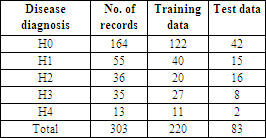 Disease diagnosis No. of records Training data Test data
H0 164 122 42
H1 55 40 15
H2 36 20 16
H3 35 27 8
H4 13 11 2
Total 303 220 83